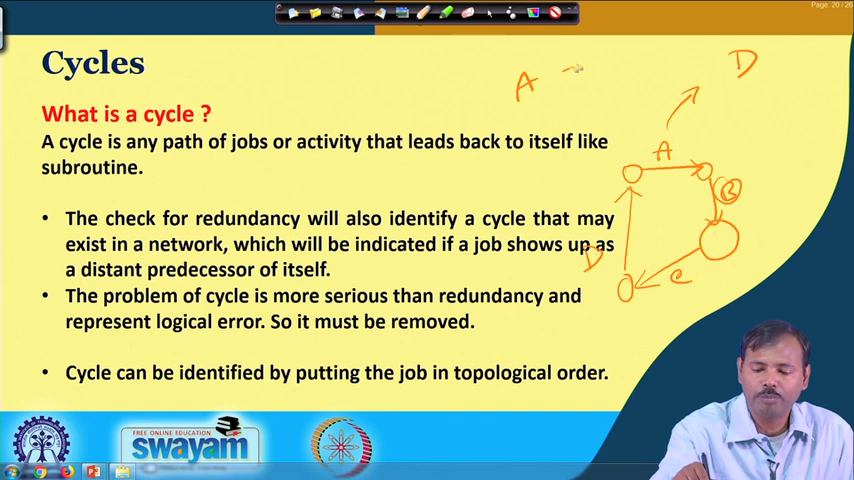 Page: 20 / 26
Cycles
A
D
What is a cycle ?
A cycle is any path of jobs or activity that leads back to itself like
subroutine.
A
B
• The check for redundancy will also identify a cycle that may
exist in a network, which will be indicated if a job shows up as
a distant predecessor of itself.
D
C
• The problem of cycle is more serious than redundancy and
represent logical error. So it must be removed.
• Cycle can be identified by putting the job in topological order.
FREE ONLINE EDUCATION
swayam